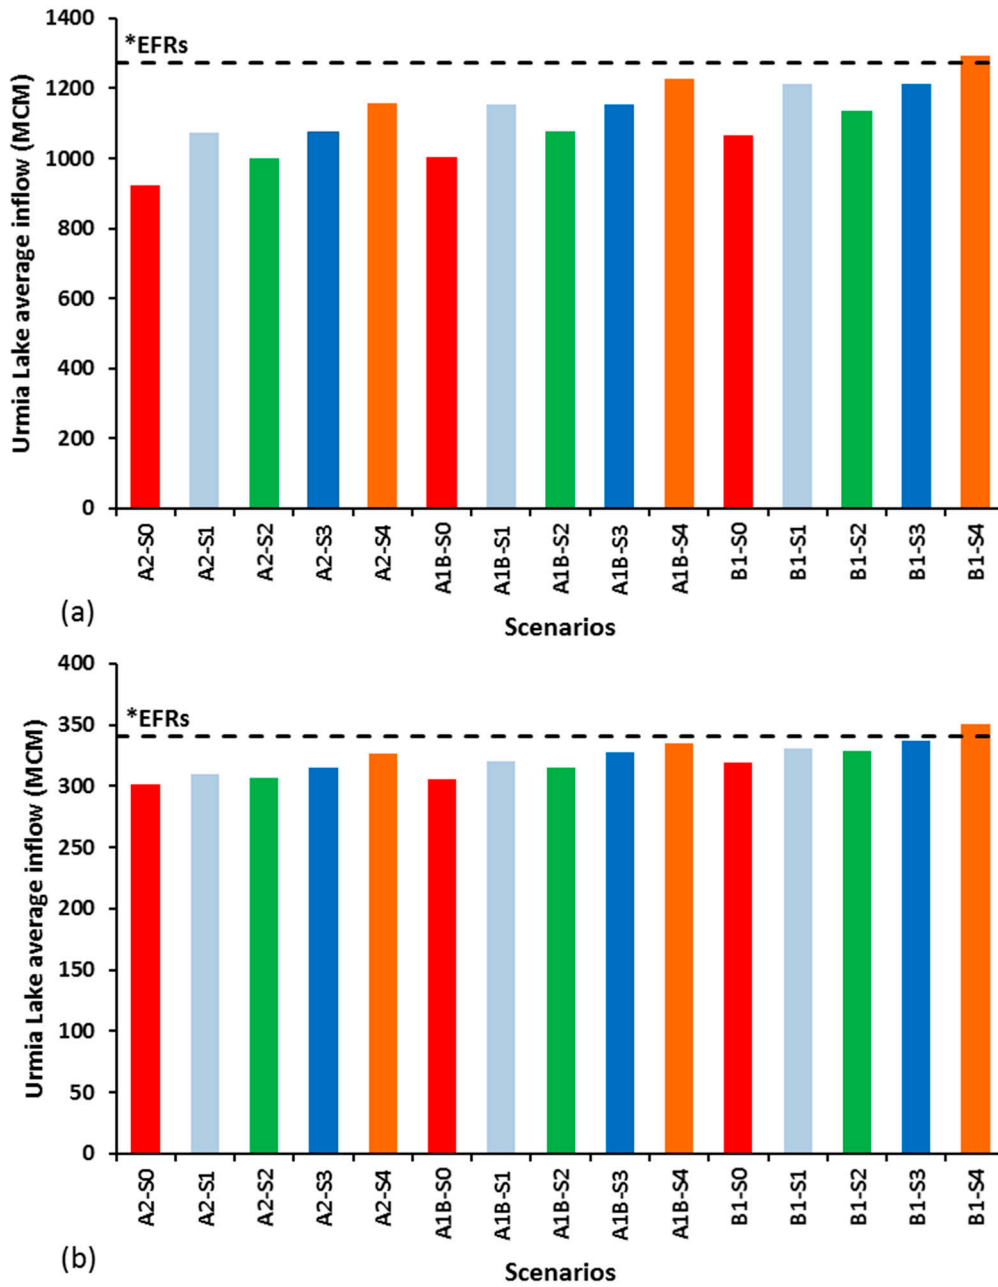 1400
*EFRs
1200
1000
800
600
400
200
0
Urmia Lake average inflow (MCM)
A2-S0
A2-S1
A2-S2
A2-S3
A2-S4
A1B-S0
A1B-S1
A1B-S2
A1B-S3
A1B-S4
B1-S0
B1-S1
B1-S2
B1-S3
B1-S4
(a)
Scenarios
400
350
*EFRs
300
250
200
150
100
50
0
Urmia Lake average inflow (MCM)
A2-S0
A2-S1
A2-S2
A2-S3
A2-S4
A1B-S0
A1B-S1
A1B-S2
A1B-S3
A1B-S4
B1-S0
B1-S1
B1-S2
B1-S3
B1-S4
(b)
Scenarios